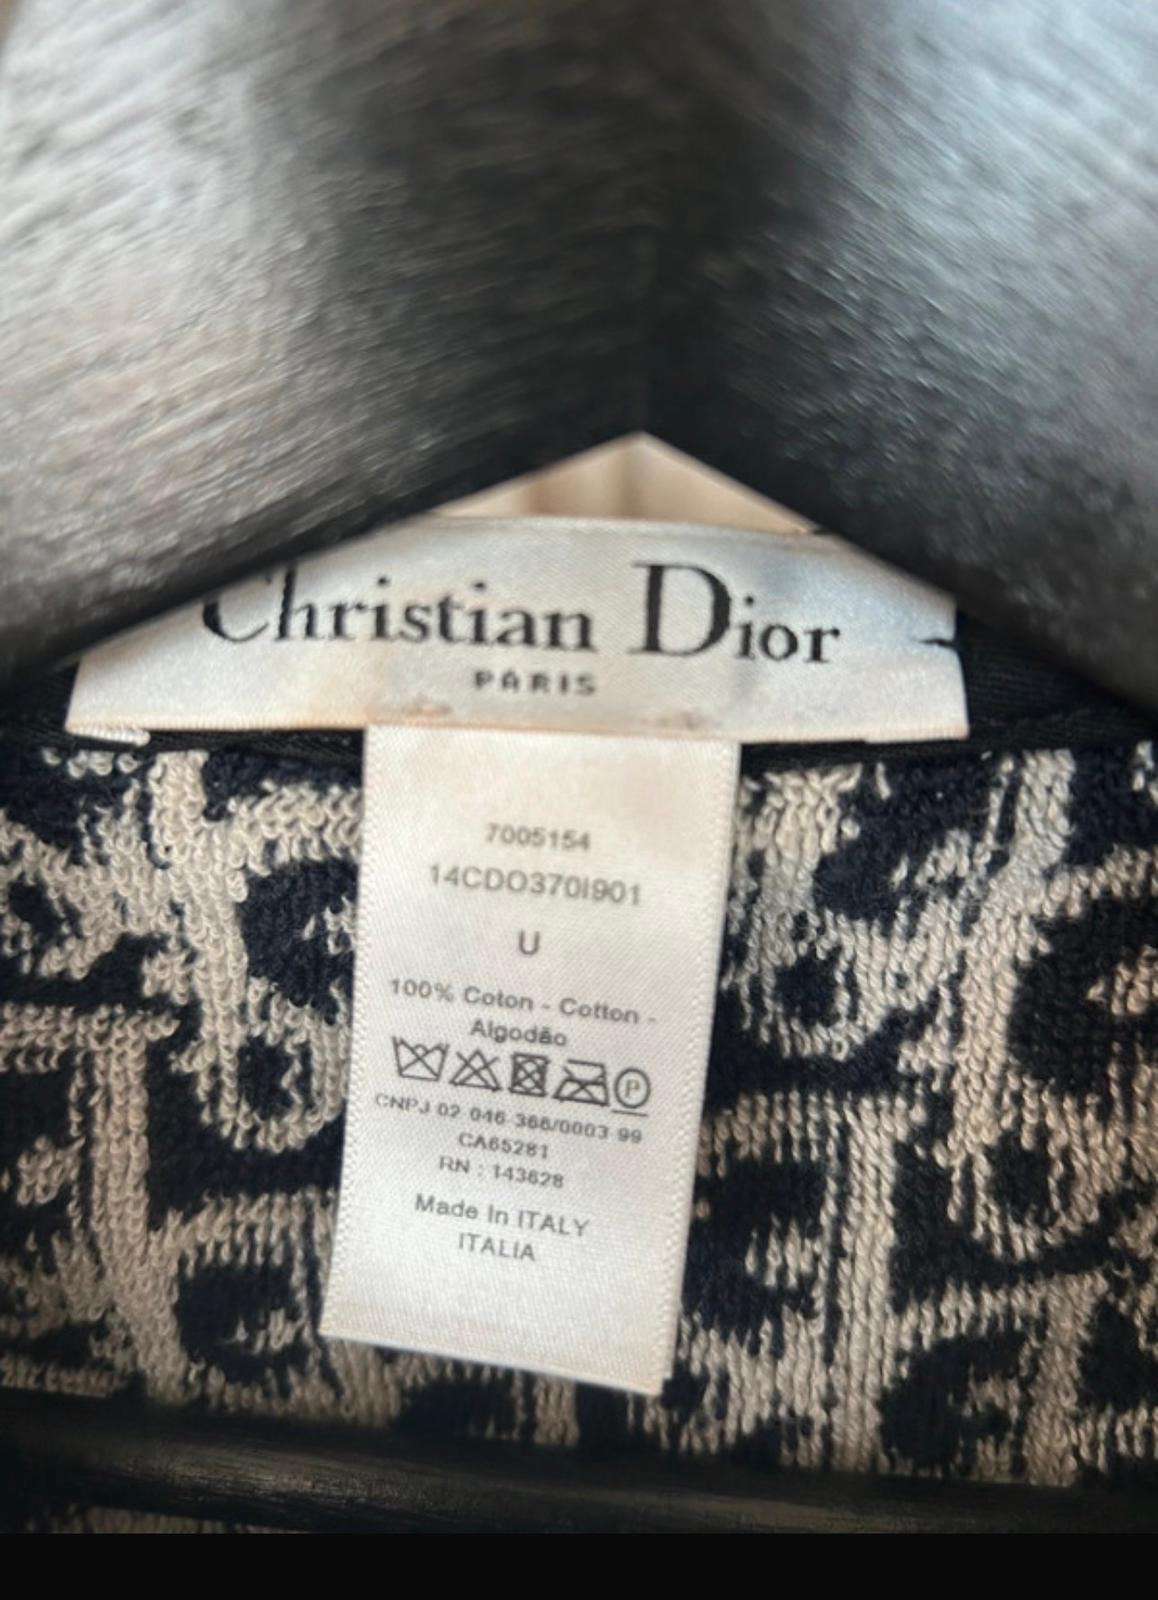 Christian Dior
PARIS
7005154
14CDO370I901
U
100% Coton - Cotton -
Algodão
P
CNPJ 02 046 366/0003 99
CA65281
RN : 143628
Made In ITALY
ITALIA